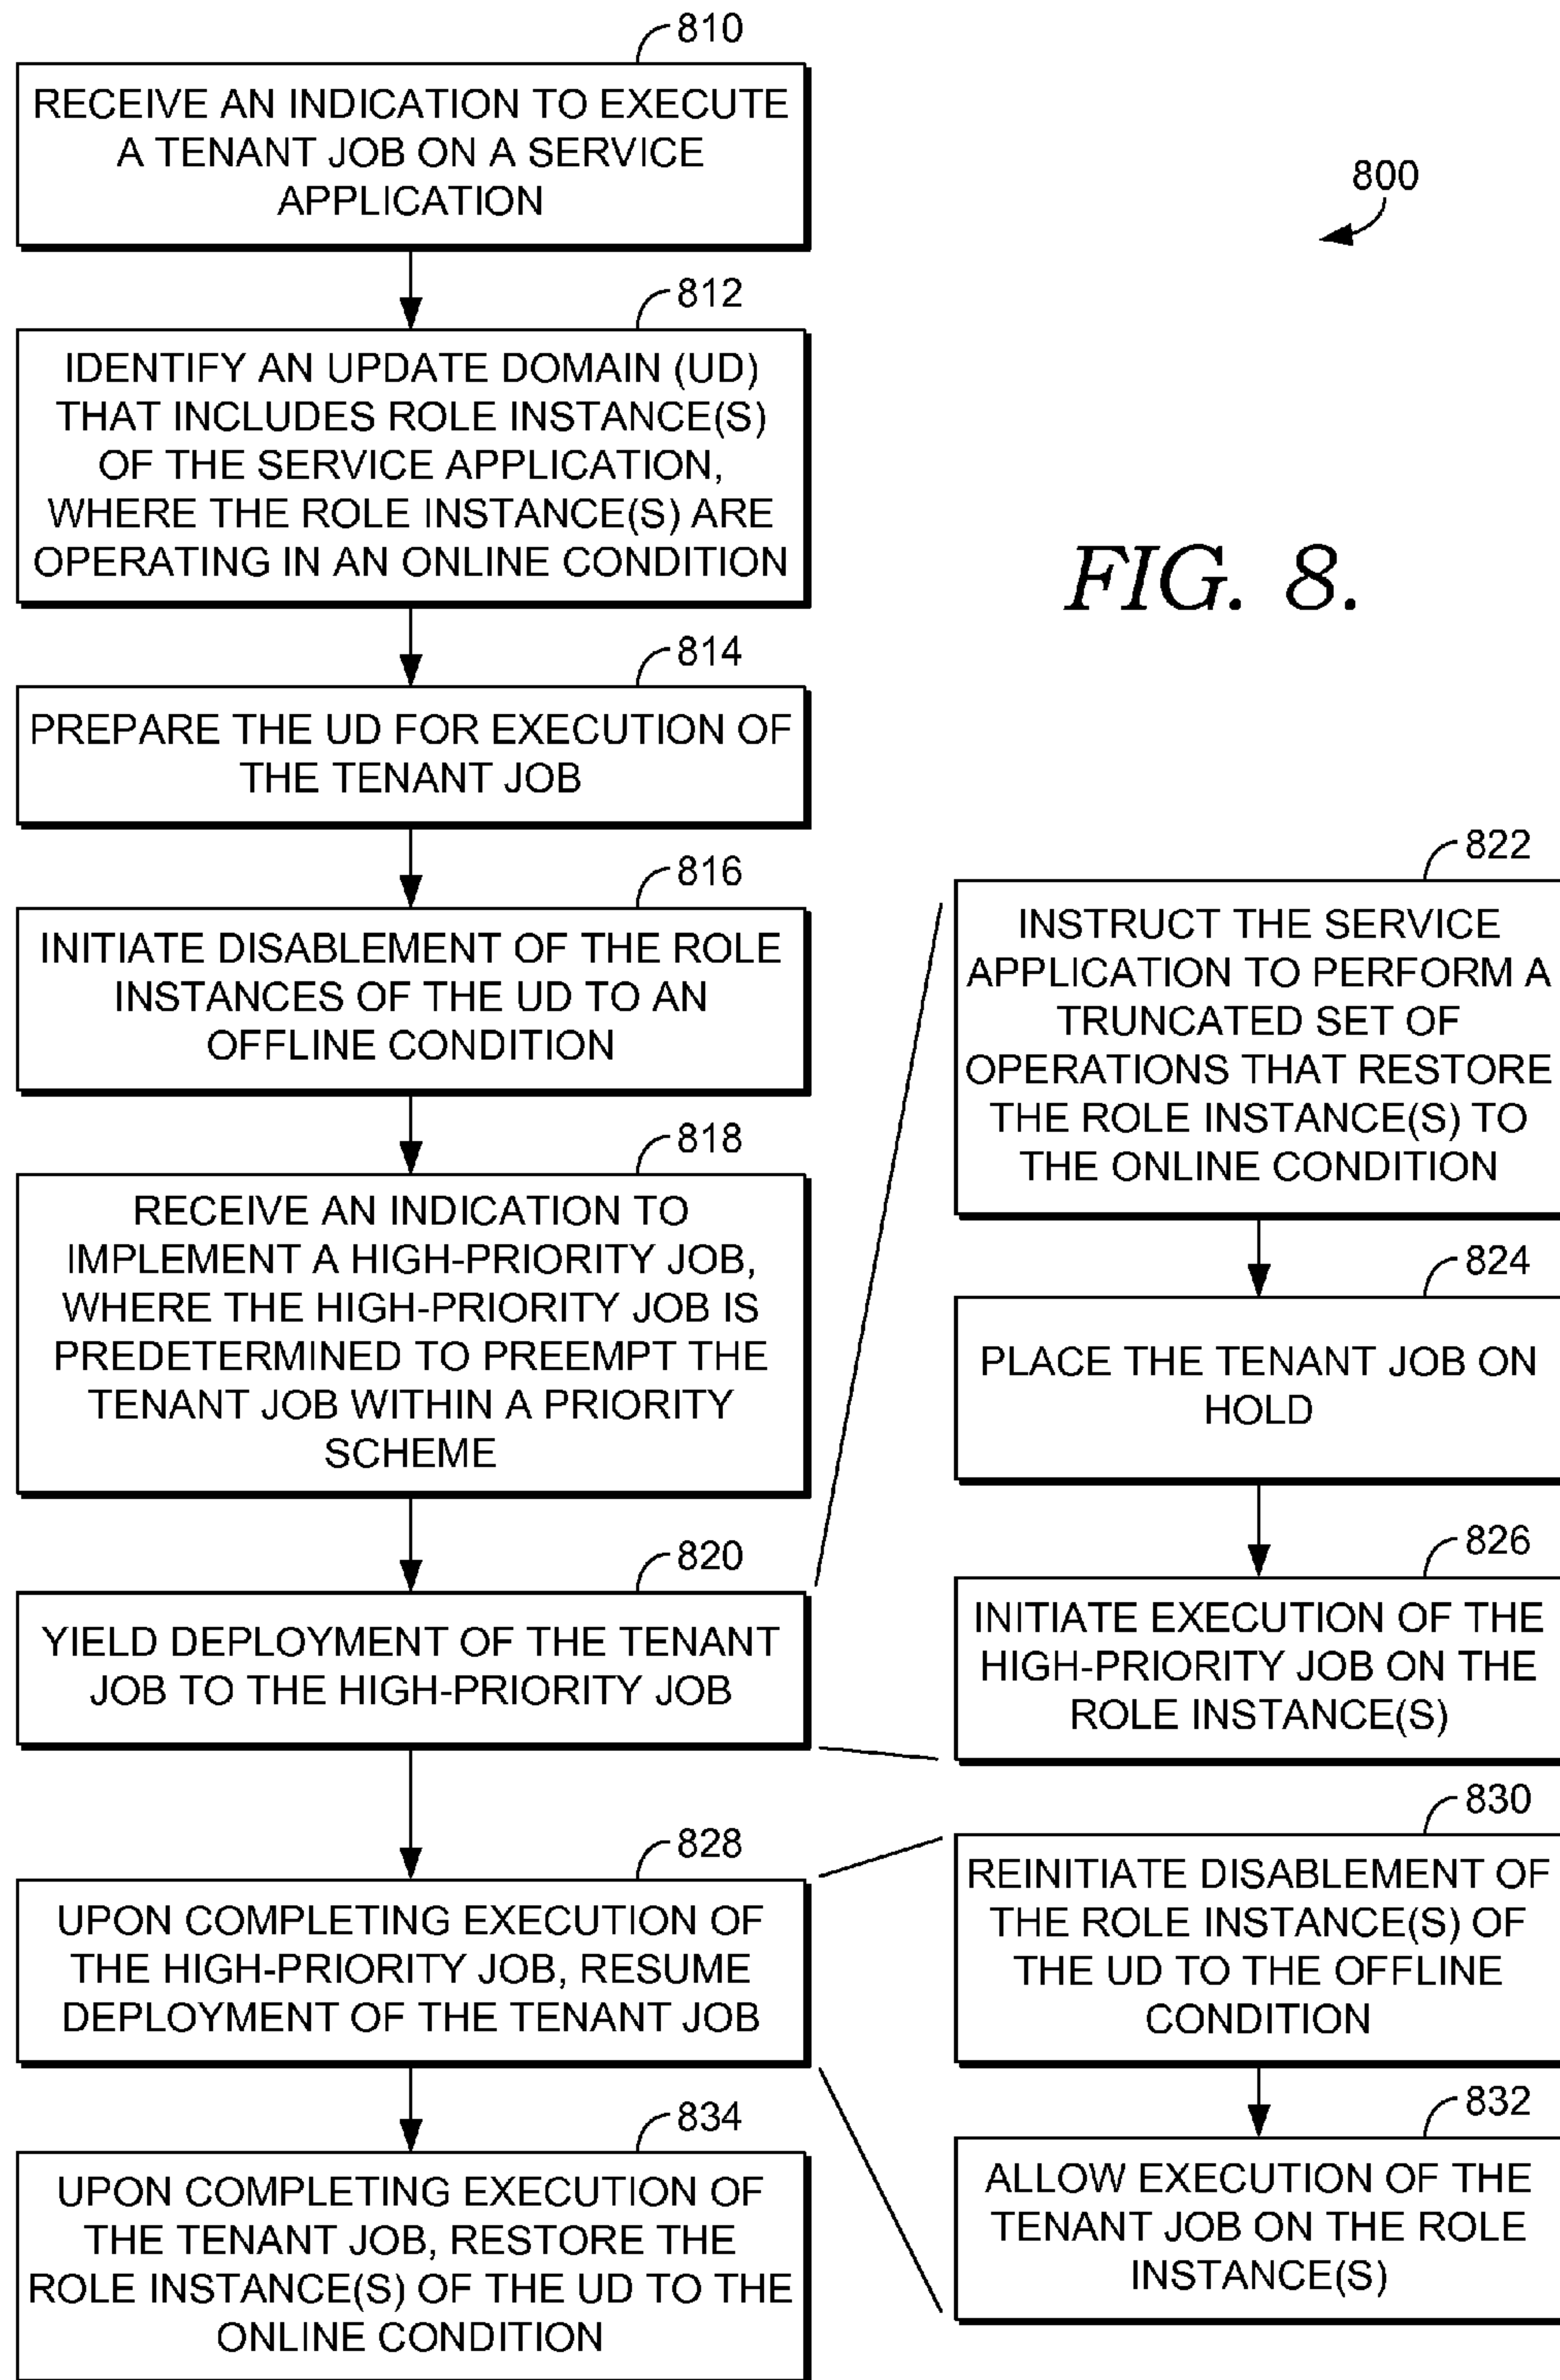 810
RECEIVE AN INDICATION TO EXECUTE
A TENANT JOB ON A SERVICE
APPLICATION
800
812
IDENTIFY AN UPDATE DOMAIN (UD)
THAT INCLUDES ROLE INSTANCE(S)
OF THE SERVICE APPLICATION,
WHERE THE ROLE INSTANCE(S) ARE
OPERATING IN AN ONLINE CONDITION
FIG. 8.
814
PREPARE THE UD FOR EXECUTION OF
THE TENANT JOB
816
INITIATE DISABLEMENT OF THE ROLE
INSTANCES OF THE UD TO AN
OFFLINE CONDITION
818
RECEIVE AN INDICATION TO
IMPLEMENT A HIGH-PRIORITY JOB,
WHERE THE HIGH-PRIORITY JOB IS
PREDETERMINED TO PREEMPT THE
TENANT JOB WITHIN A PRIORITY
SCHEME
820
YIELD DEPLOYMENT OF THE TENANT
JOB TO THE HIGH-PRIORITY JOB
822
INSTRUCT THE SERVICE
APPLICATION TO PERFORM A
TRUNCATED SET OF
OPERATIONS THAT RESTORE
THE ROLE INSTANCE(S) TO
THE ONLINE CONDITION
824
PLACE THE TENANT JOB ON
HOLD
826
INITIATE EXECUTION OF THE
HIGH-PRIORITY JOB ON THE
ROLE INSTANCE(S)
828
UPON COMPLETING EXECUTION OF
THE HIGH-PRIORITY JOB, RESUME
DEPLOYMENT OF THE TENANT JOB
830
REINITIATE DISABLEMENT OF
THE ROLE INSTANCE(S) OF
THE UD TO THE OFFLINE
CONDITION
832
ALLOW EXECUTION OF THE
TENANT JOB ON THE ROLE
INSTANCE(S)
834
UPON COMPLETING EXECUTION OF
THE TENANT JOB, RESTORE THE
ROLE INSTANCE(S) OF THE UD TO THE
ONLINE CONDITION